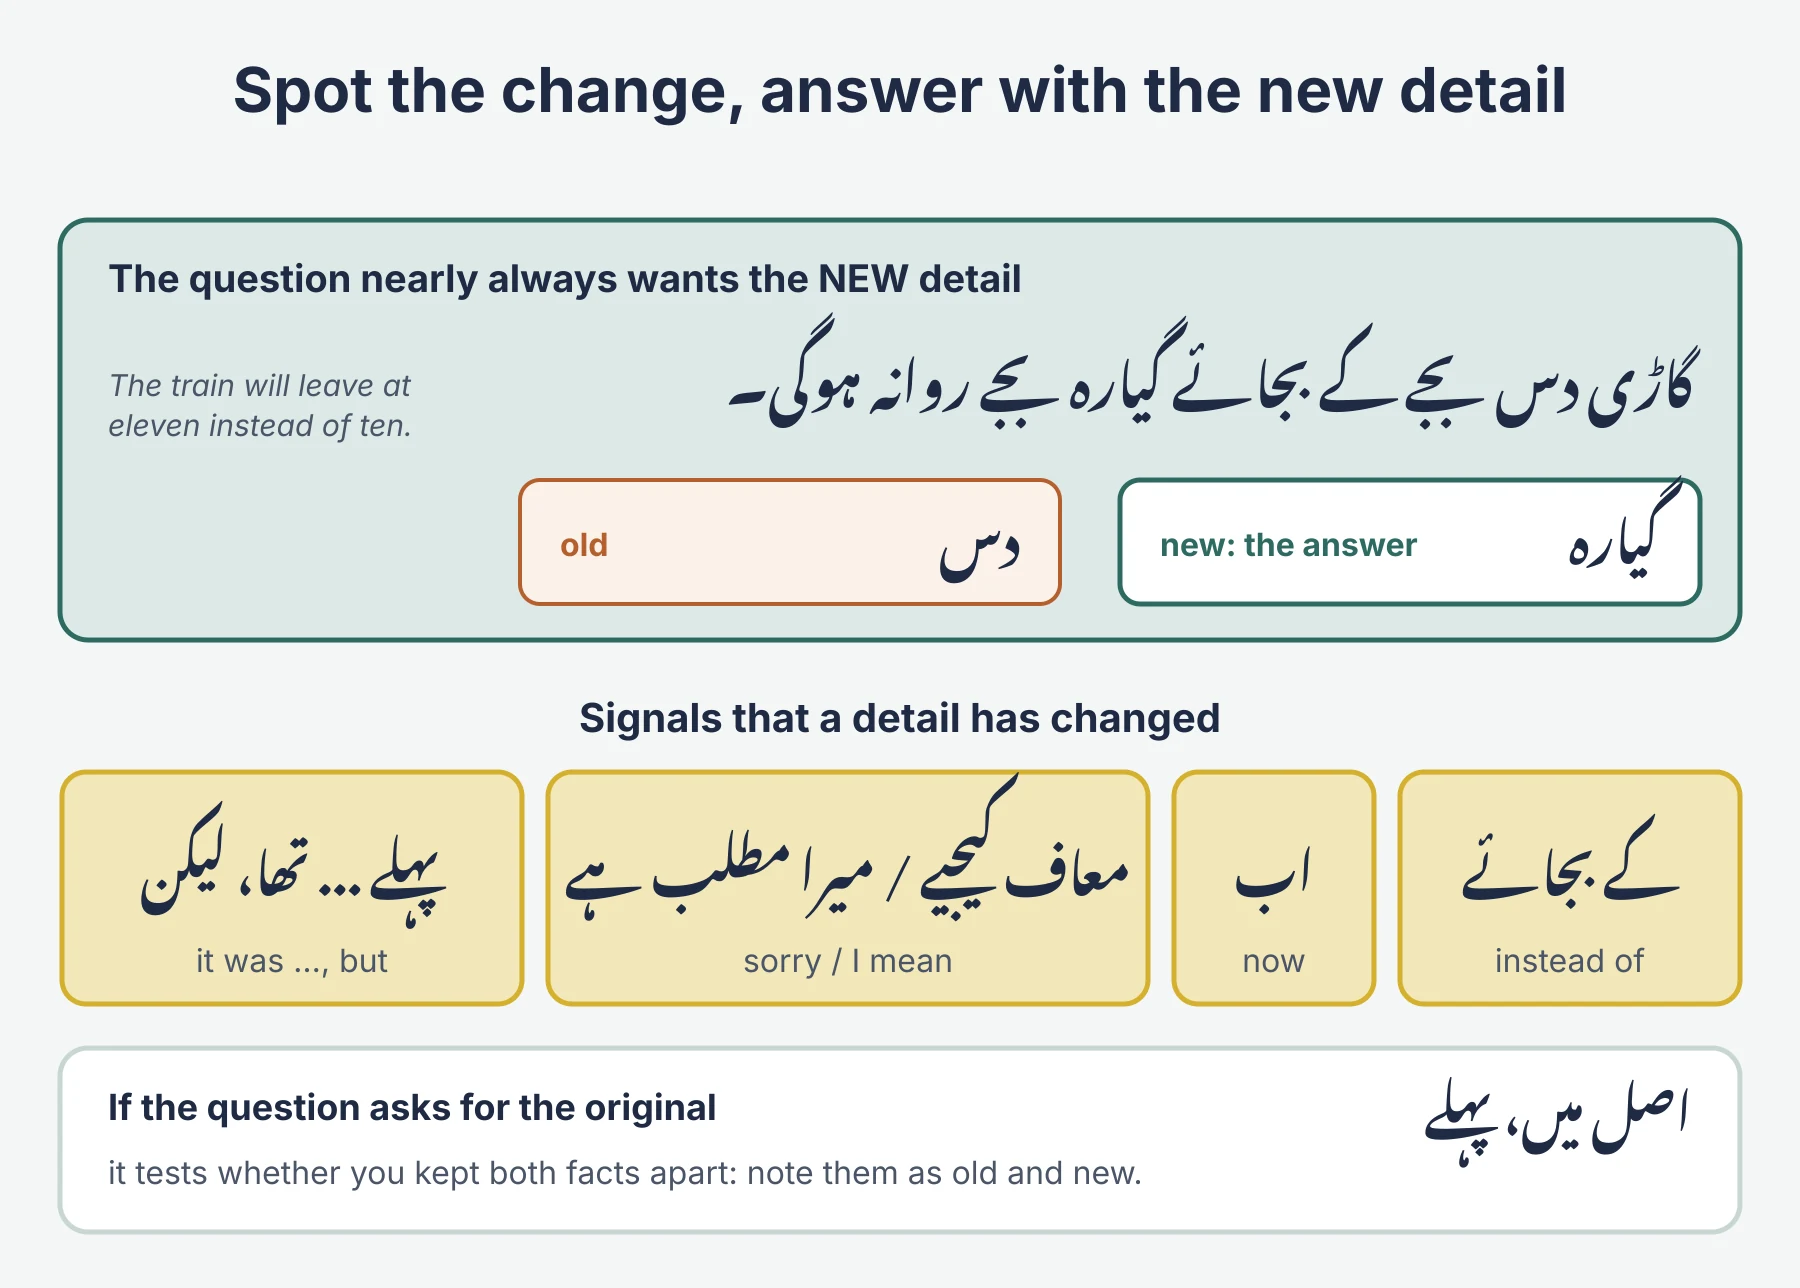 Spot the change, answer with the new detail
The question nearly always wants the NEW detail
گاڑی دس بجے کے بجائے گیارہ بجے روانہ ہوگی۔
The train will leave at
eleven instead of ten.
old
دس
new: the answer
گیارہ
Signals that a detail has changed
پہلے ... تھا، لیکن
it was ..., but
معاف کیجیے / میرا مطلب ہے
sorry / I mean
اب
now
کے بجائے
instead of
If the question asks for the original
اصل میں، پہلے
it tests whether you kept both facts apart: note them as old and new.